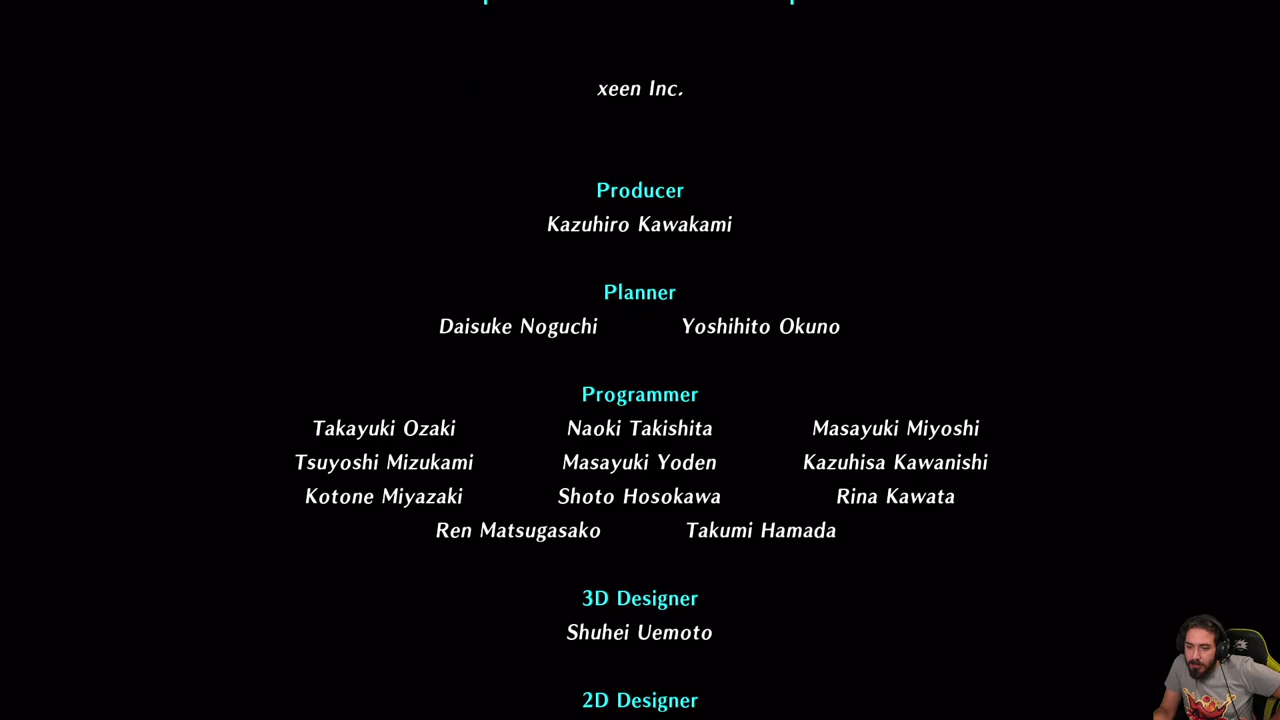 xeen Inc.
Producer
Kazuhiro Kawakami
Planner
Daisuke Noguchi Yoshihito Okuno
Programmer
Takayuki Ozaki Naoki Takishita Masayuki Miyoshi
Tsuyoshi Mizukami Masayuki Yoden Kazuhisa Kawanishi
Kotone Miyazaki Shoto Hosokawa Rina Kawata
Ren Matsugasako Takumi Hamada
3D Designer
Shuhei Uemoto
2D Designer